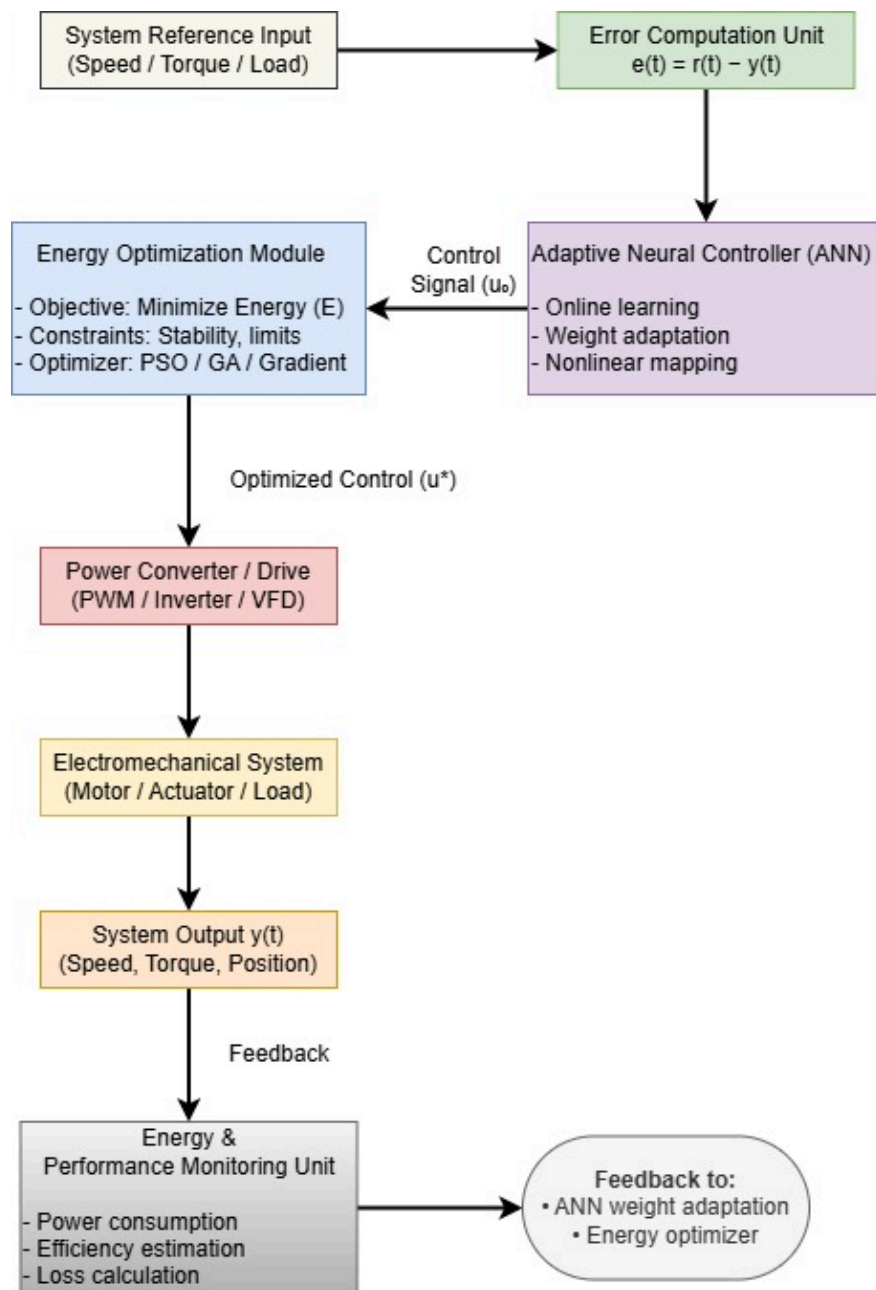 System Reference Input
(Speed / Torque / Load)
Error Computation Unit
e(t) = r(t) − y(t)
Energy Optimization Module
- Objective: Minimize Energy (E)
- Constraints: Stability, limits
- Optimizer: PSO / GA / Gradient
Control
Signal (u₀)
Adaptive Neural Controller (ANN)
- Online learning
- Weight adaptation
- Nonlinear mapping
Optimized Control (u*)
Power Converter / Drive
(PWM / Inverter / VFD)
Electromechanical System
(Motor / Actuator / Load)
System Output y(t)
(Speed, Torque, Position)
Feedback
Energy &
Performance Monitoring Unit
- Power consumption
- Efficiency estimation
- Loss calculation
Feedback to:
• ANN weight adaptation
• Energy optimizer